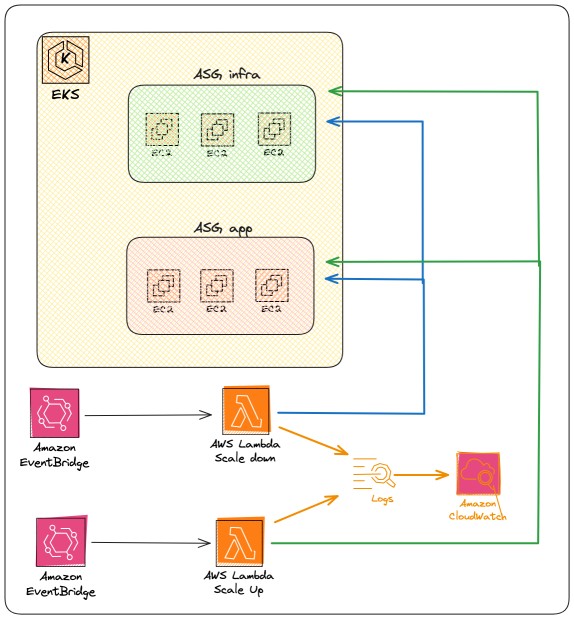 K
EKS
ASG infra
EC2
EC2
EC2
ASG app
EC2
EC2
EC2
Amazon
EventBridge
AWS Lambda
Scale down
Logs
Amazon
CloudWatch
Amazon
EventBridge
AWS Lambda
Scale Up